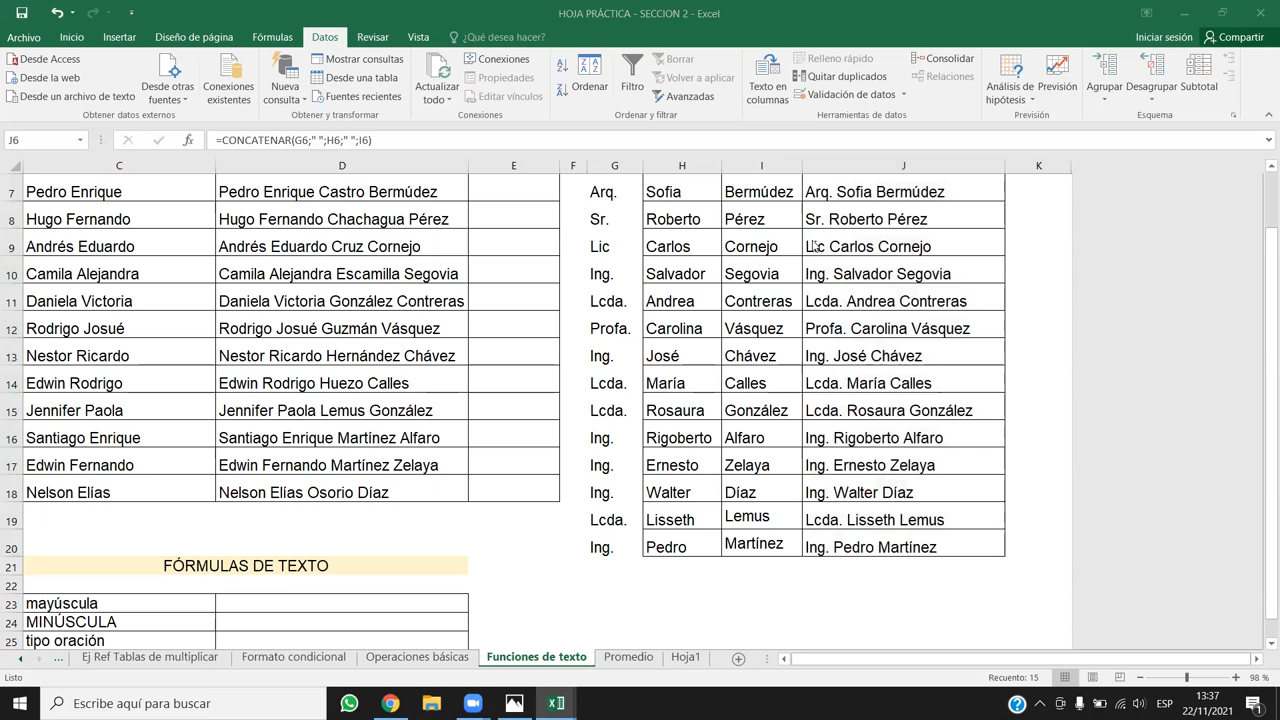 HOJA PRÁCTICA - SECCION 2 - Excel
Archivo Inicio Insertar Diseño de página Fórmulas Datos Revisar Vista ¿Qué desea hacer? Iniciar sesión Compartir
Desde Access
Desde la web
Desde un archivo de texto
Desde otras fuentes
Conexiones existentes
Obtener datos externos
Nueva consulta
Mostrar consultas
Desde una tabla
Fuentes recientes
Obtener y transformar
Actualizar todo
Conexiones
Propiedades
Editar vínculos
Conexiones
Ordenar
Filtro
Borrar
Volver a aplicar
Avanzadas
Ordenar y filtrar
Texto en columnas
Relleno rápido
Quitar duplicados
Validación de datos
Consolidar
Relaciones
Herramientas de datos
Análisis de hipótesis
Previsión
Previsión
Agrupar
Desagrupar
Subtotal
Esquema
J6 fx =CONCATENAR(G6;" ";H6;" ";I6)
C D E F G H I J K
7 Pedro Enrique Pedro Enrique Castro Bermúdez Arq. Sofia Bermúdez Arq. Sofia Bermúdez
8 Hugo Fernando Hugo Fernando Chachagua Pérez Sr. Roberto Pérez Sr. Roberto Pérez
9 Andrés Eduardo Andrés Eduardo Cruz Cornejo Lic Carlos Cornejo Lic Carlos Cornejo
10 Camila Alejandra Camila Alejandra Escamilla Segovia Ing. Salvador Segovia Ing. Salvador Segovia
11 Daniela Victoria Daniela Victoria González Contreras Lcda. Andrea Contreras Lcda. Andrea Contreras
12 Rodrigo Josué Rodrigo Josué Guzmán Vásquez Profa. Carolina Vásquez Profa. Carolina Vásquez
13 Nestor Ricardo Nestor Ricardo Hernández Chávez Ing. José Chávez Ing. José Chávez
14 Edwin Rodrigo Edwin Rodrigo Huezo Calles Lcda. María Calles Lcda. María Calles
15 Jennifer Paola Jennifer Paola Lemus González Lcda. Rosaura González Lcda. Rosaura González
16 Santiago Enrique Santiago Enrique Martínez Alfaro Ing. Rigoberto Alfaro Ing. Rigoberto Alfaro
17 Edwin Fernando Edwin Fernando Martínez Zelaya Ing. Ernesto Zelaya Ing. Ernesto Zelaya
18 Nelson Elías Nelson Elías Osorio Díaz Ing. Walter Díaz Ing. Walter Díaz
19 Lcda. Lisseth Lemus Lcda. Lisseth Lemus
20 Ing. Pedro Martínez Ing. Pedro Martínez
21 FÓRMULAS DE TEXTO
22
23 mayúscula
24 MINÚSCULA
25 tipo oración
... Ej Ref Tablas de multiplicar Formato condicional Operaciones básicas Funciones de texto Promedio Hoja1
Listo Recuento: 15 98 %
Escribe aquí para buscar ESP 13:37
22/11/2021